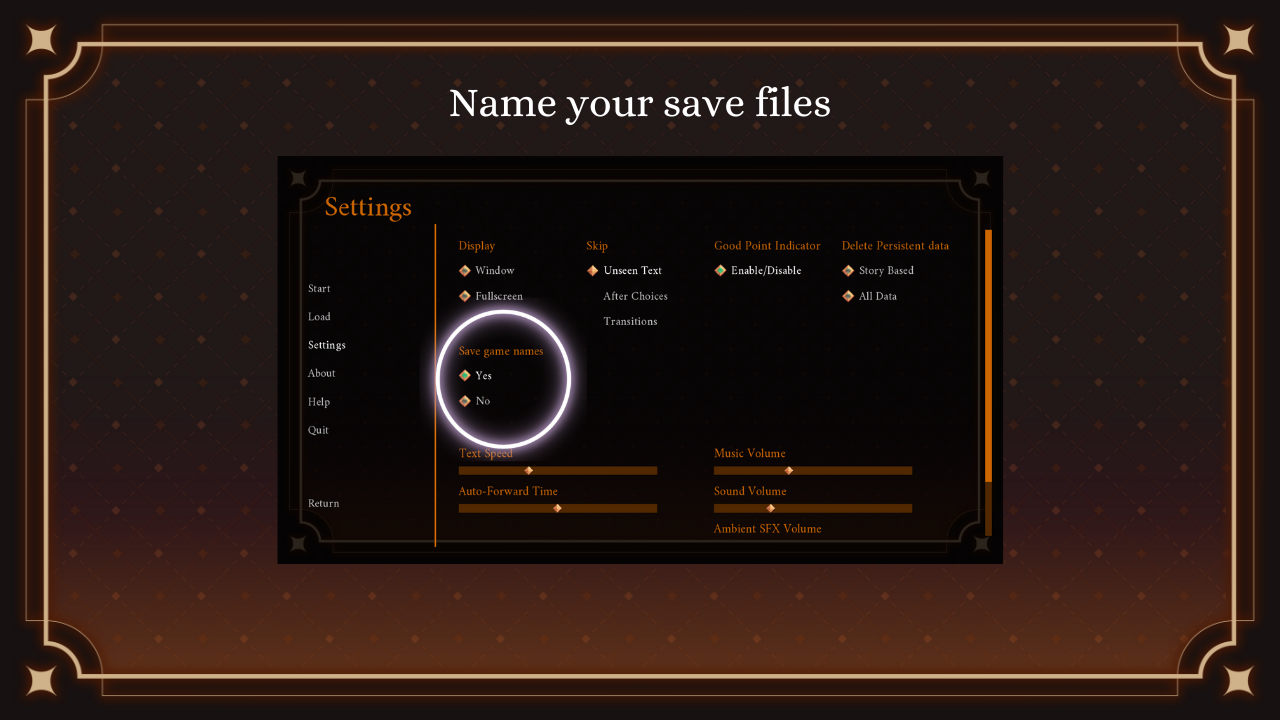 Name your save files
Settings
Start
Load
Settings
About
Help
Quit
Return
Display
Window
Fullscreen
Skip
Unseen Text
After Choices
Transitions
Good Point Indicator
Enable/Disable
Delete Persistent data
Story Based
All Data
Save game names
Yes
No
Text Speed
Auto-Forward Time
Music Volume
Sound Volume
Ambient SFX Volume